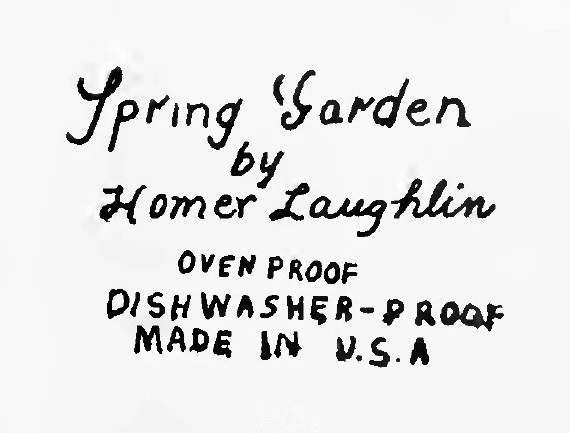 Spring Garden
by
Homer Laughlin
OVEN PROOF
DISHWASHER-PROOF
MADE IN U.S.A